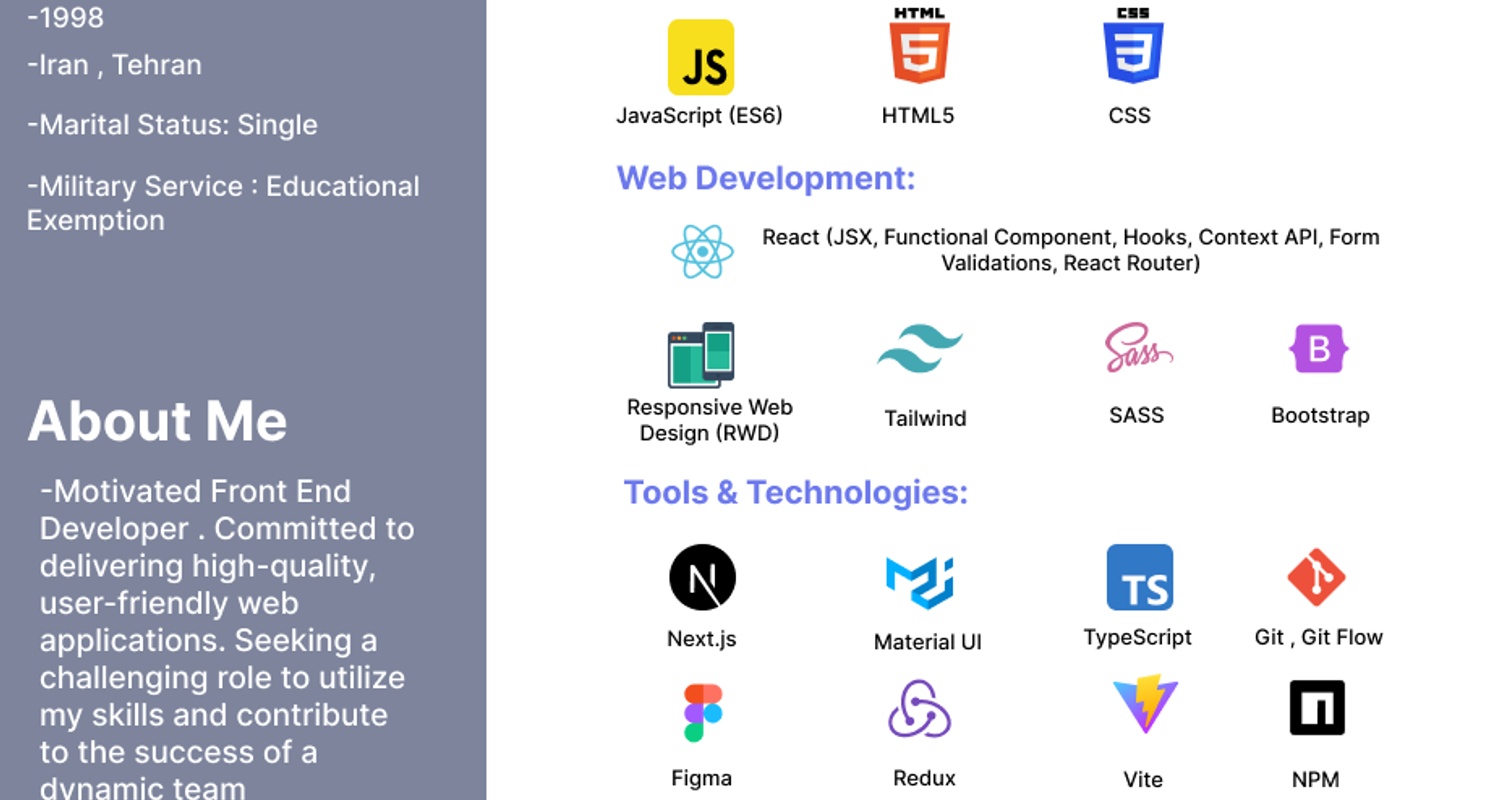 -1998
-Iran , Tehran
-Marital Status: Single
-Military Service : Educational
Exemption
About Me
-Motivated Front End
Developer . Committed to
delivering high-quality,
user-friendly web
applications. Seeking a
challenging role to utilize
my skills and contribute
to the success of a
dynamic team
JS
HTML
5
CSS
3
JavaScript (ES6)
HTML5
CSS
Web Development:
React (JSX, Functional Component, Hooks, Context API, Form
Validations, React Router)
Sass
B
Responsive Web
Design (RWD)
Tailwind
SASS
Bootstrap
Tools & Technologies:
N
TS
Next.js
Material UI
TypeScript
Git , Git Flow
n
Figma
Redux
Vite
NPM